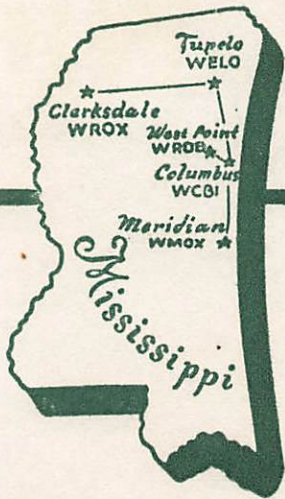 Tupelo
WELO
Clarksdale
WROX
West Point
WROB
Columbus
WCBI
Meridian
WMOX
Mississippi